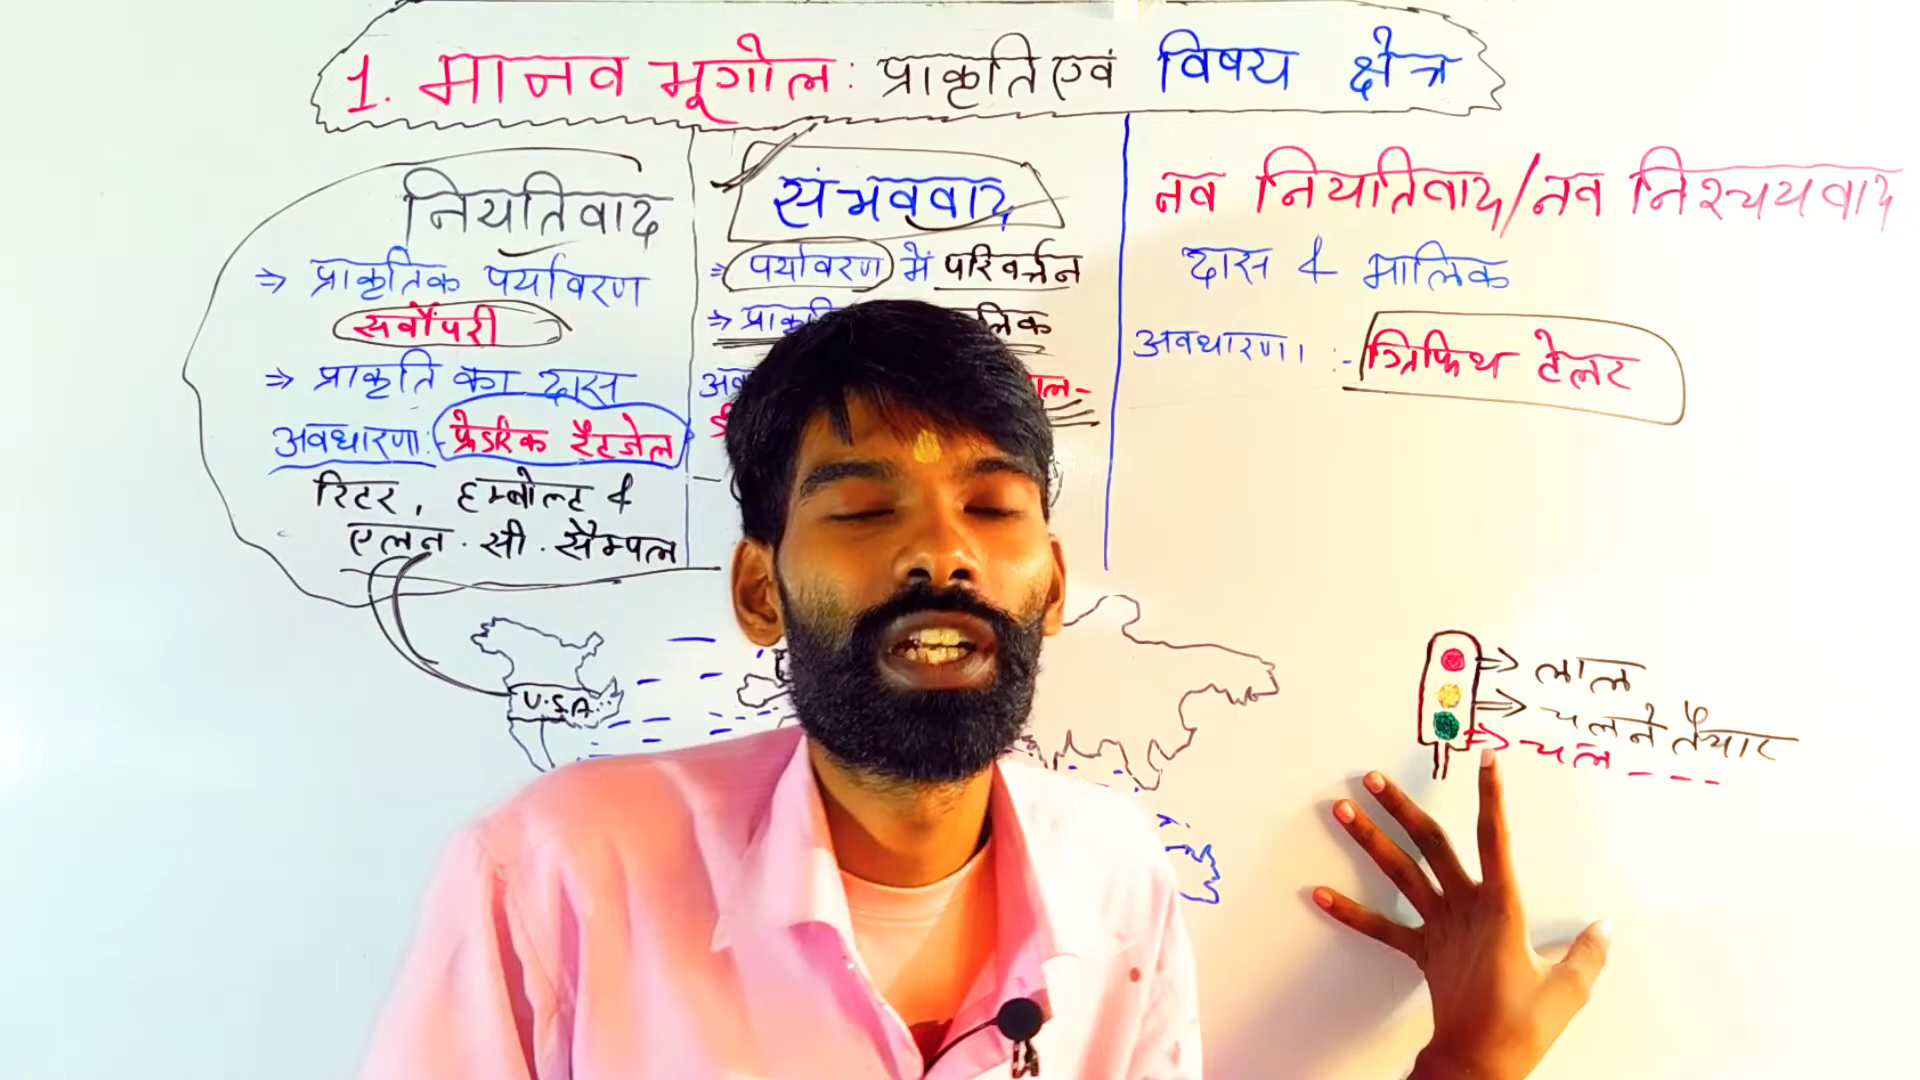 1. मानव भूगोल: प्राकृति एवं विषय क्षेत्र
नियतिवाद
⇒ प्राकृतिक पर्यावरण
सर्वोपरी
⇒ प्राकृति का दास
अवधारणा:- फ्रेडरिक रैटजेल
रिटर, हम्बोल्ट &
एलन. सी. सैम्पल
संभववाद
⇒ पर्यावरण में परिवर्तन
नव नियतिवाद/नव निश्चयवाद
दास & मालिक
अवधारणा :- ग्रिफिथ टेलर
U.S.A.
⇒ लाल
⇒ चलने तैयार
⇒ चल - - -